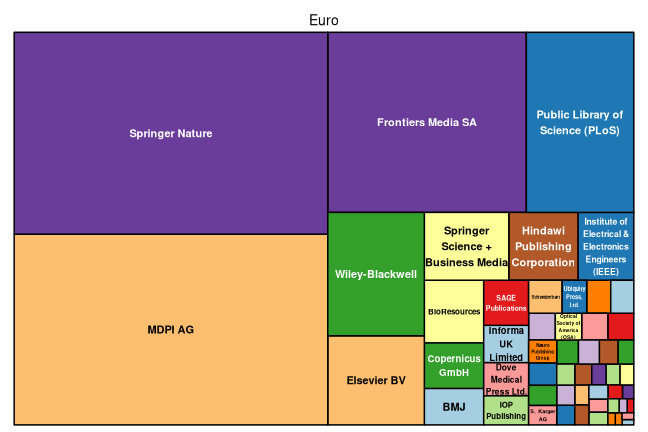 Euro
Springer Nature
Frontiers Media SA
Public Library of
Science (PLoS)
MDPI AG
Wiley-Blackwell
Springer
Science +
Business Media
Hindawi
Publishing
Corporation
Institute of
Electrical &
Electronics
Engineers
(IEEE)
Elsevier BV
BioResources
Copernicus
GmbH
BMJ
SAGE
Publications
Informa
UK
Limited
Dove
Medical
Press Ltd.
IOP
Publishing
Schweizerbart
Ubiquity
Press,
Ltd.
Optical
Society of
America
(OSA)
Nature
Publishing
Group
S. Karger
AG